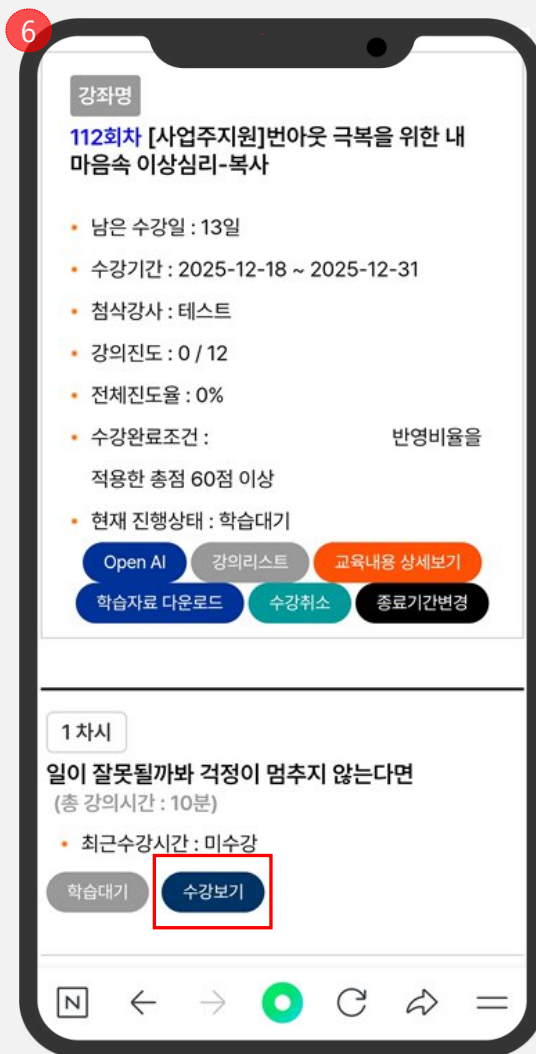 6
강좌명
112회차 [사업주지원]번아웃 극복을 위한 내
마음속 이상심리-복사
• 남은 수강일 : 13일
• 수강기간 : 2025-12-18 ~ 2025-12-31
• 첨삭강사 : 테스트
• 강의진도 : 0 / 12
• 전체진도율 : 0%
• 수강완료조건 : 반영비율을
적용한 총점 60점 이상
• 현재 진행상태 : 학습대기
Open AI 강의리스트 교육내용 상세보기
학습자료 다운로드 수강취소 종료기간변경
1 차시
일이 잘못될까봐 걱정이 멈추지 않는다면
(총 강의시간 : 10분)
• 최근수강시간 : 미수강
학습대기 수강보기
N